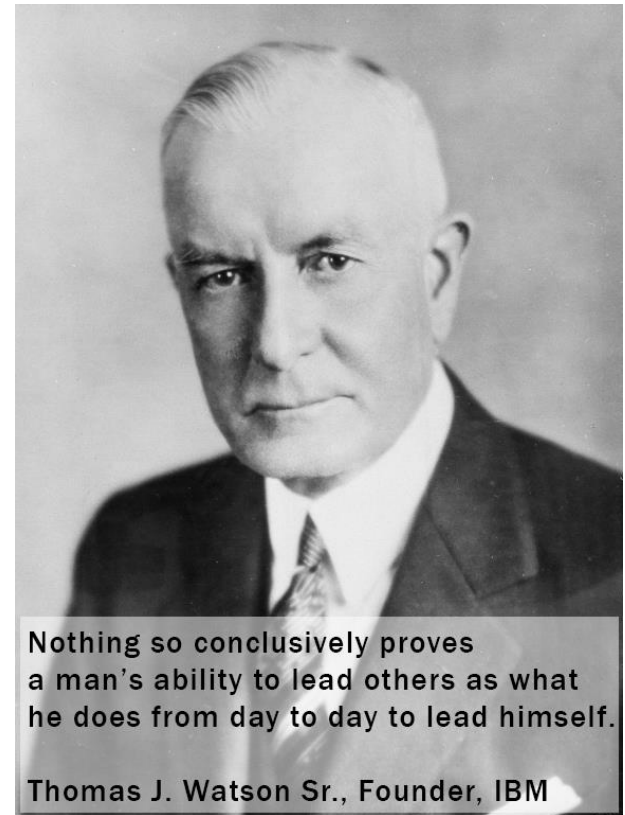 Nothing so conclusively proves
a man’s ability to lead others as what
he does from day to day to lead himself.
Thomas J. Watson Sr., Founder, IBM